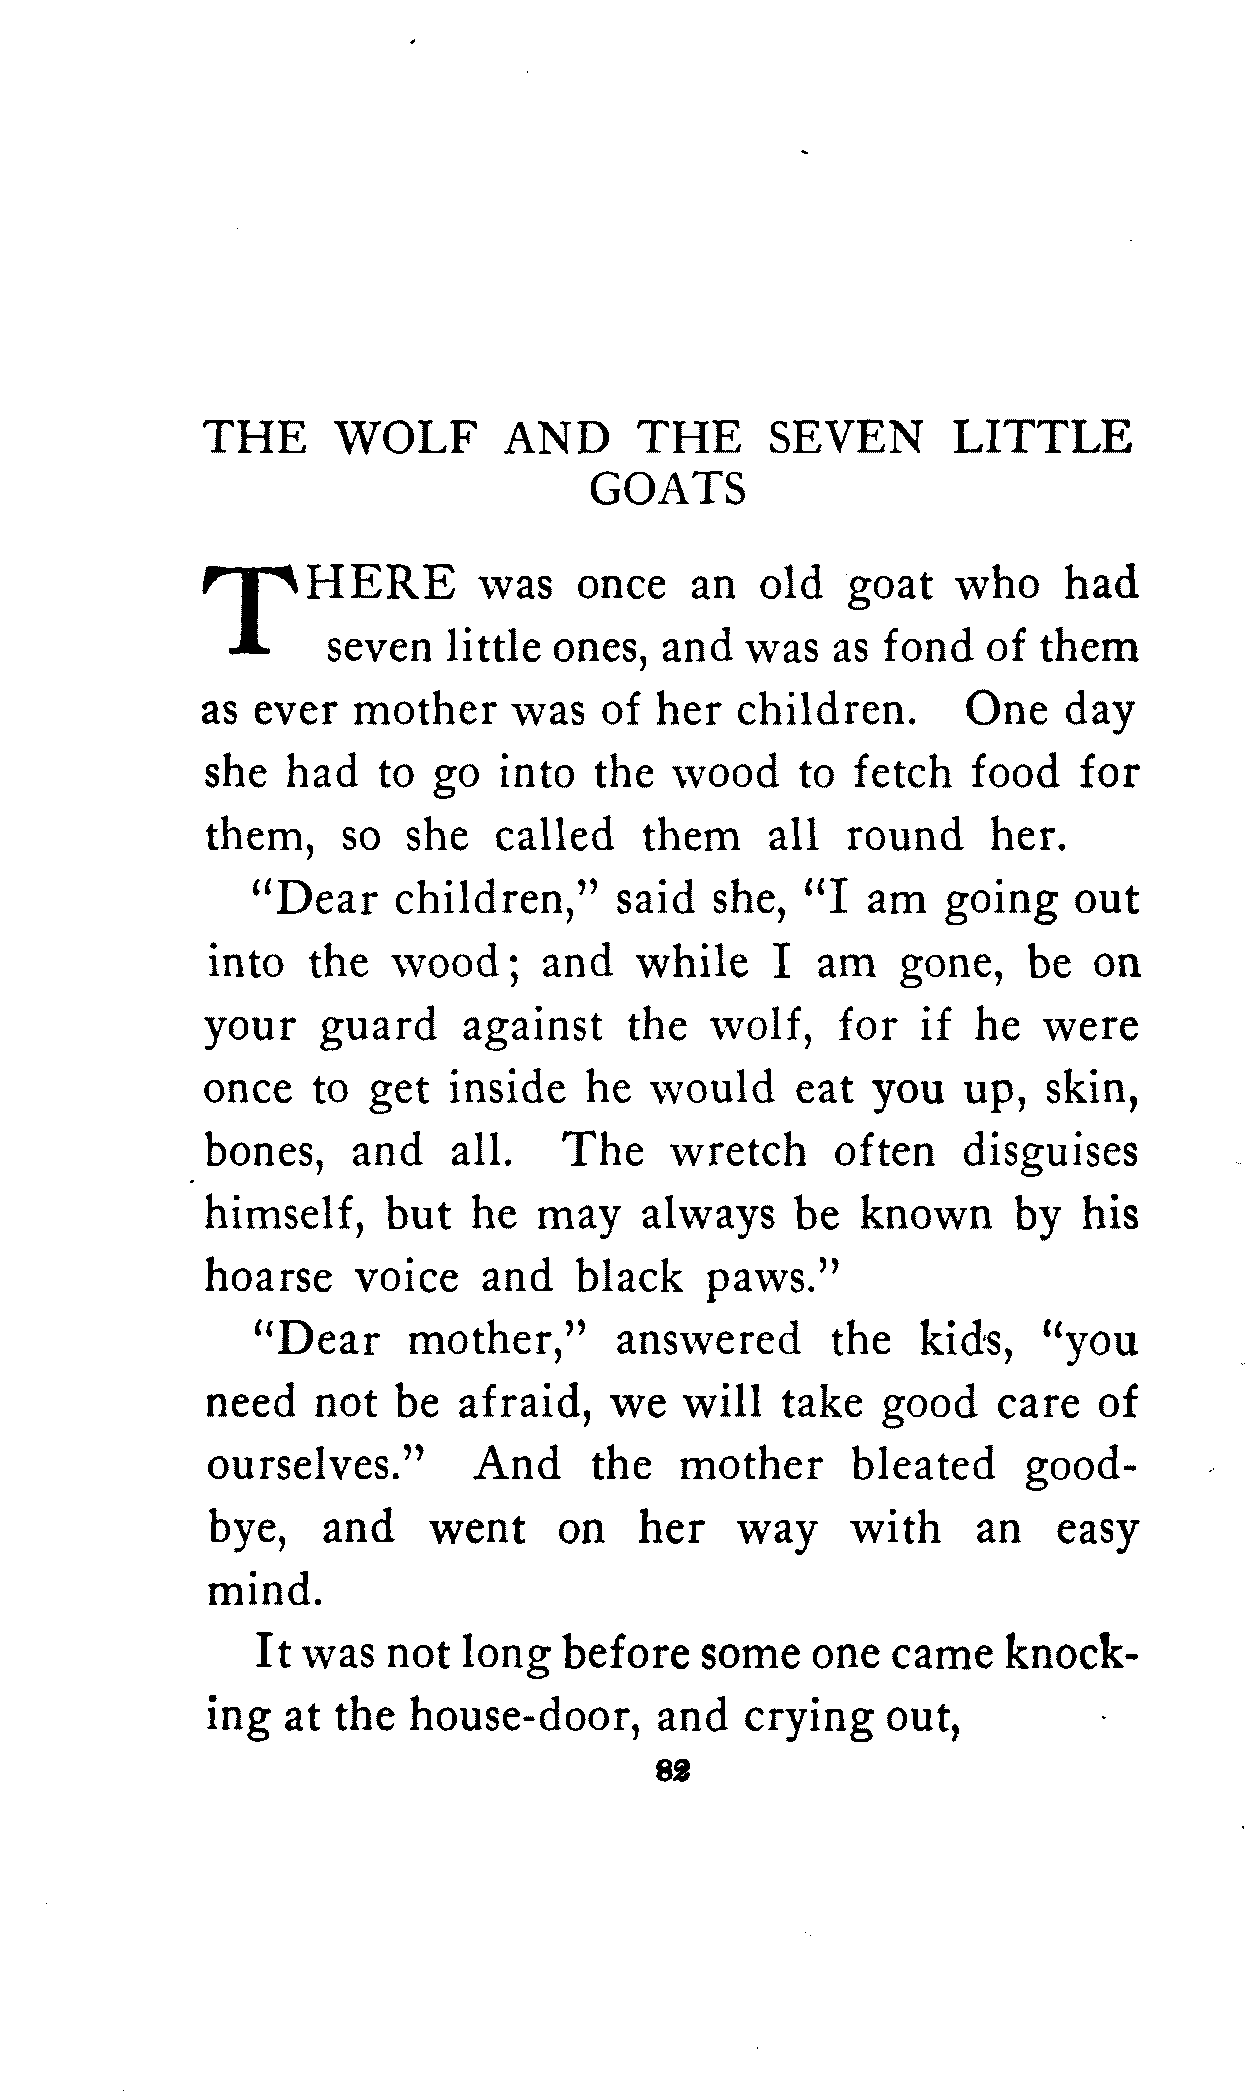 THE WOLF AND THE SEVEN LITTLE
GOATS
THERE was once an old goat who had
seven little ones, and was as fond of them
as ever mother was of her children. One day
she had to go into the wood to fetch food for
them, so she called them all round her.
"Dear children," said she, "I am going out
into the wood; and while I am gone, be on
your guard against the wolf, for if he were
once to get inside he would eat you up, skin,
bones, and all. The wretch often disguises
himself, but he may always be known by his
hoarse voice and black paws."
"Dear mother," answered the kids, "you
need not be afraid, we will take good care of
ourselves." And the mother bleated good-
bye, and went on her way with an easy
mind.
It was not long before some one came knock-
ing at the house-door, and crying out,
82